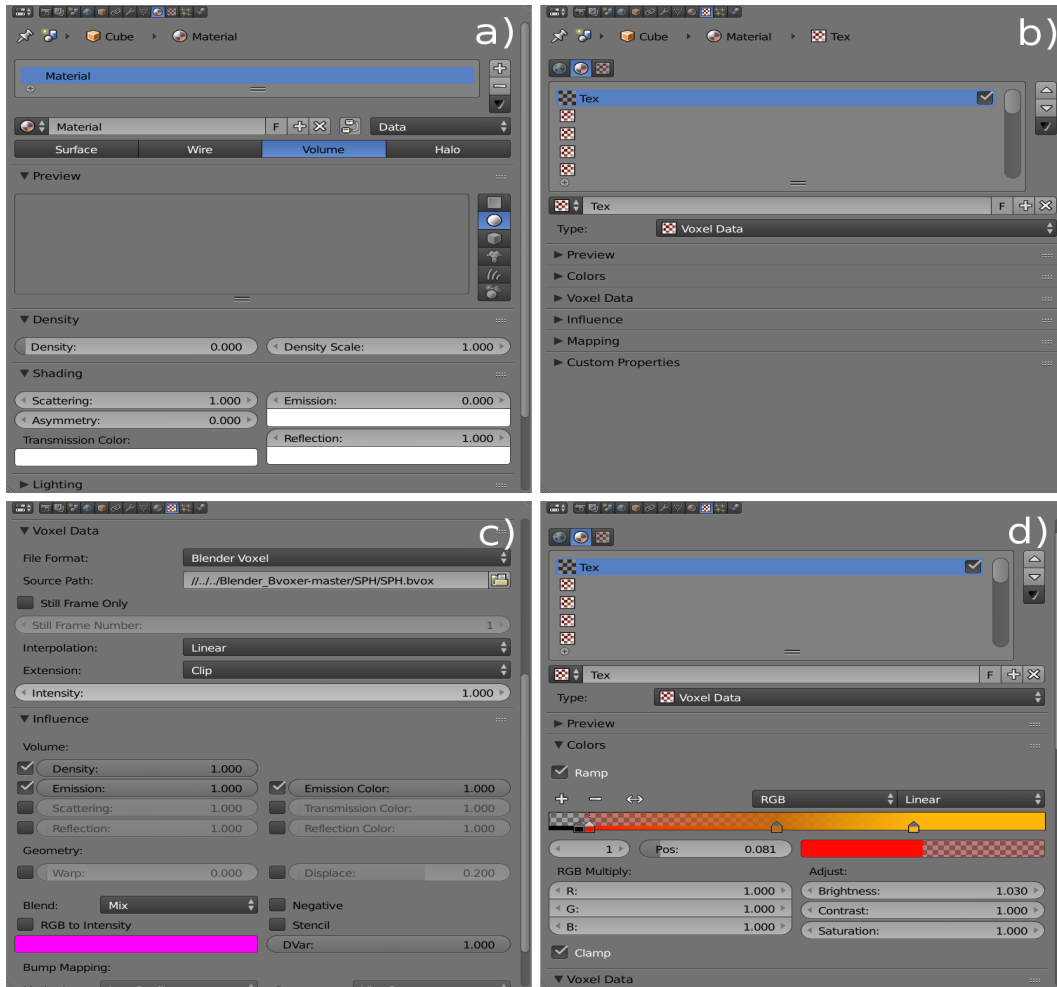 a)
Cube Material
Material
Material F Data
Surface Wire Volume Halo
Preview
Density
Density: 0.000 Density Scale: 1.000
Shading
Scattering: 1.000 Emission: 0.000
Asymmetry: 0.000
Transmission Color: Reflection: 1.000
Lighting
b)
Cube Material Tex
Tex
Tex F
Type: Voxel Data
Preview
Colors
Voxel Data
Influence
Mapping
Custom Properties
c)
Voxel Data
File Format: Blender Voxel
Source Path: //../../Blender_Bvoxer-master/SPH/SPH.bvox
Still Frame Only
Still Frame Number: 1
Interpolation: Linear
Extension: Clip
Intensity: 1.000
Influence
Volume:
Density: 1.000
Emission: 1.000 Emission Color: 1.000
Scattering: 1.000 Transmission Color: 1.000
Reflection: 1.000 Reflection Color: 1.000
Geometry:
Warp: 0.000 Displace: 0.200
Blend: Mix Negative
RGB to Intensity Stencil
DVar: 1.000
Bump Mapping:
d)
Tex
Tex F
Type: Voxel Data
Preview
Colors
Ramp
RGB Linear
1 Pos: 0.081
RGB Multiply: Adjust:
R: 1.000 Brightness: 1.030
G: 1.000 Contrast: 1.000
B: 1.000 Saturation: 1.000
Clamp
Voxel Data